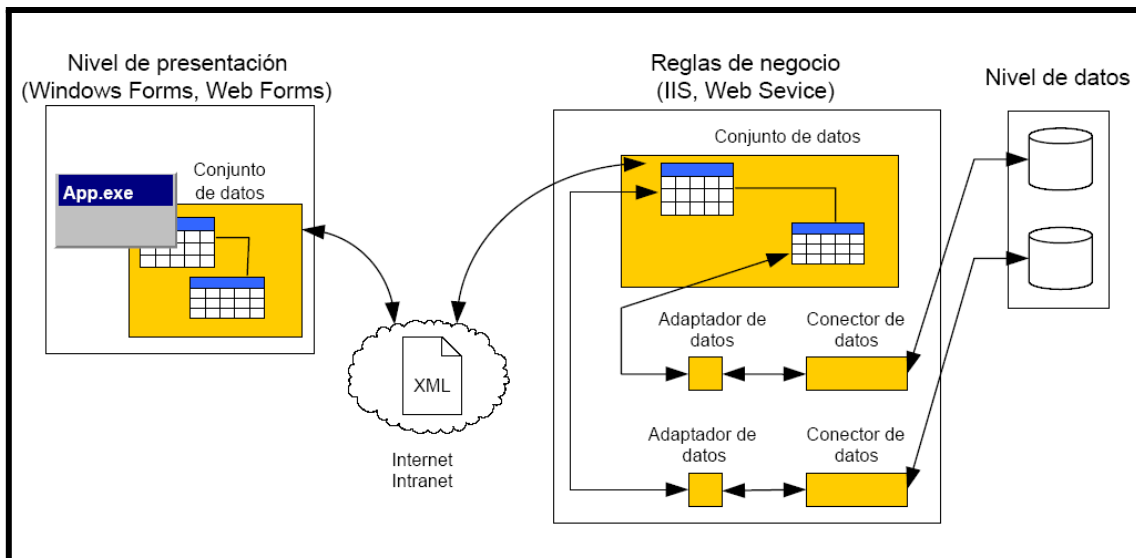 Nivel de presentación
(Windows Forms, Web Forms)
App.exe
Conjunto
de datos
XML
Internet
Intranet
Reglas de negocio
(IIS, Web Sevice)
Conjunto de datos
Adaptador de
datos
Conector de
datos
Adaptador de
datos
Conector de
datos
Nivel de datos